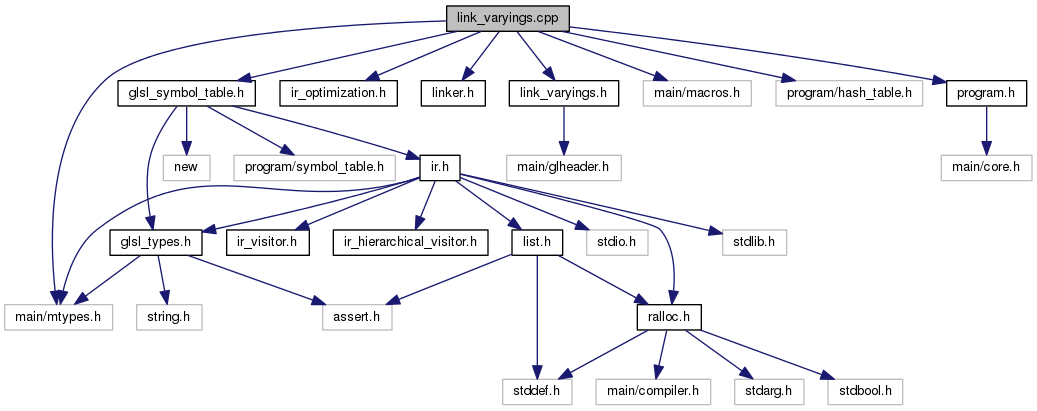 link_varyings.cpp
glsl_symbol_table.h
ir_optimization.h
linker.h
link_varyings.h
main/macros.h
program/hash_table.h
program.h
new
program/symbol_table.h
ir.h
main/glheader.h
main/core.h
glsl_types.h
ir_visitor.h
ir_hierarchical_visitor.h
list.h
stdio.h
stdlib.h
main/mtypes.h
string.h
assert.h
ralloc.h
stddef.h
main/compiler.h
stdarg.h
stdbool.h